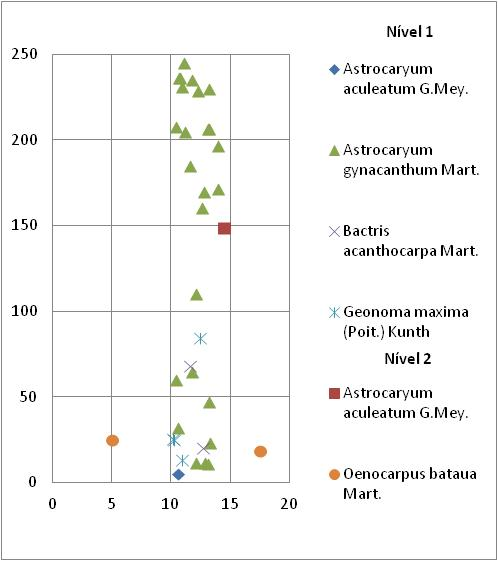 Nível 1
250
200
150
100
50
0
0 5 10 15 20
Astrocaryum
aculeatum G.Mey.
Astrocaryum
gynacanthum Mart.
Bactris
acanthocarpa Mart.
Geonoma maxima
(Poit.) Kunth
Nível 2
Astrocaryum
aculeatum G.Mey.
Oenocarpus bataua
Mart.